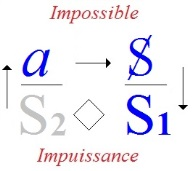 Impossible
a → $
S2 ◇ S1
Impuissance